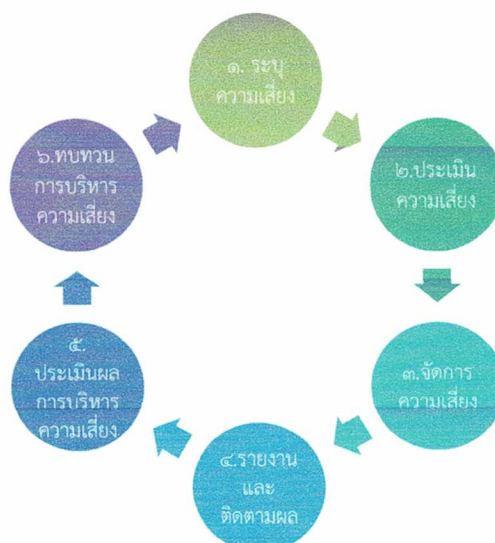 ๑. ระบุ
ความเสี่ยง
๒.ประเมิน
ความเสี่ยง
๓.จัดการ
ความเสี่ยง
๔.รายงาน
และ
ติดตามผล
๕.
ประเมินผล
การบริหาร
ความเสี่ยง
๖.ทบทวน
การบริหาร
ความเสี่ยง